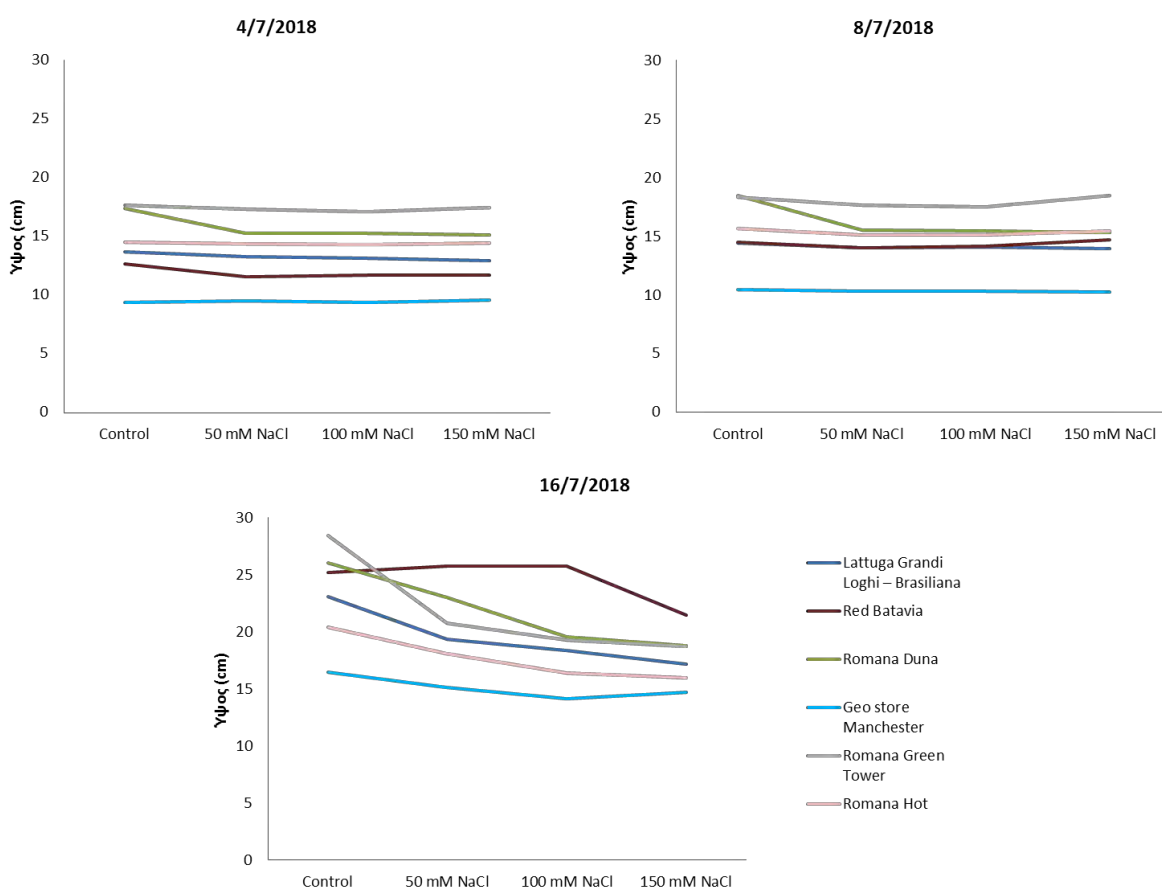 4/7/2018
30
25
20
15
10
5
0
Ύψος (cm)
Control
50 mM NaCl
100 mM NaCl
150 mM NaCl
8/7/2018
30
25
20
15
10
5
0
Ύψος (cm)
Control
50 mM NaCl
100 mM NaCl
150 mM NaCl
16/7/2018
30
25
20
15
10
5
0
Ύψος (cm)
Control
50 mM NaCl
100 mM NaCl
150 mM NaCl
Lattuga Grandi
Loghi – Brasiliana
Red Batavia
Romana Duna
Geo store
Manchester
Romana Green
Tower
Romana Hot